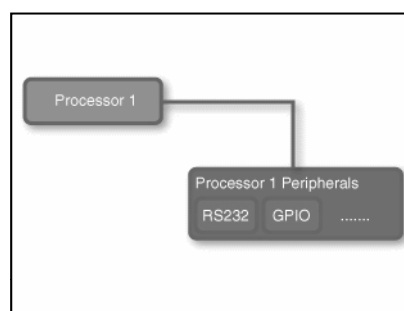 Processor 1
Processor 1 Peripherals
RS232 GPIO .......